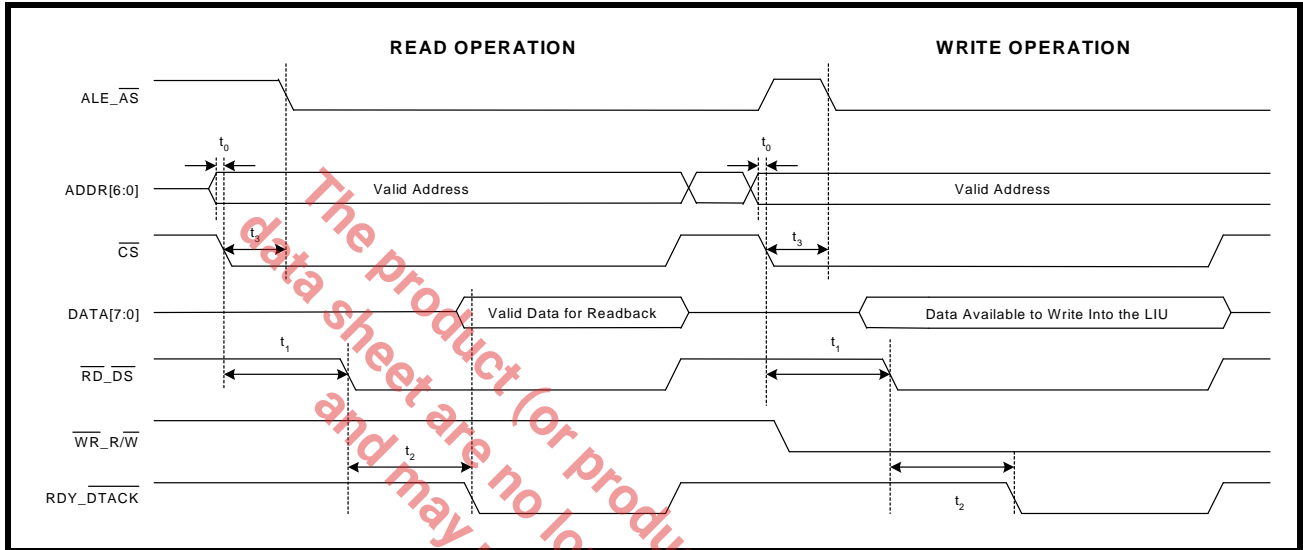 READ OPERATION
WRITE OPERATION
ALE_AS
t0
t0
ADDR[6:0]
Valid Address
Valid Address
CS
t3
t3
DATA[7:0]
Valid Data for Readback
Data Available to Write Into the LIU
RD_DS
t1
t1
WR_R/W
t2
RDY_DTACK
t2
The product (or produ
data sheet are no lo
and may